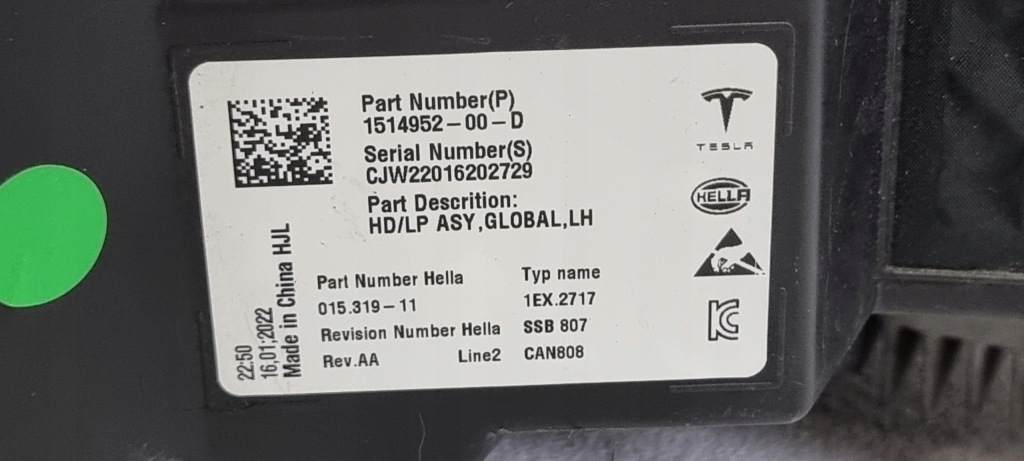 Part Number(P)
1514952-00-D
Serial Number(S)
CJW22016202729
Part Descrition:
HD/LP ASY,GLOBAL,LH
Part Number Hella
015.319-11
Revision Number Hella
Rev.AA
Line2
Typ name
1EX.2717
SSB 807
CAN808
22:50
16,01;2022
Made in China HJL
TESLA
HELLA